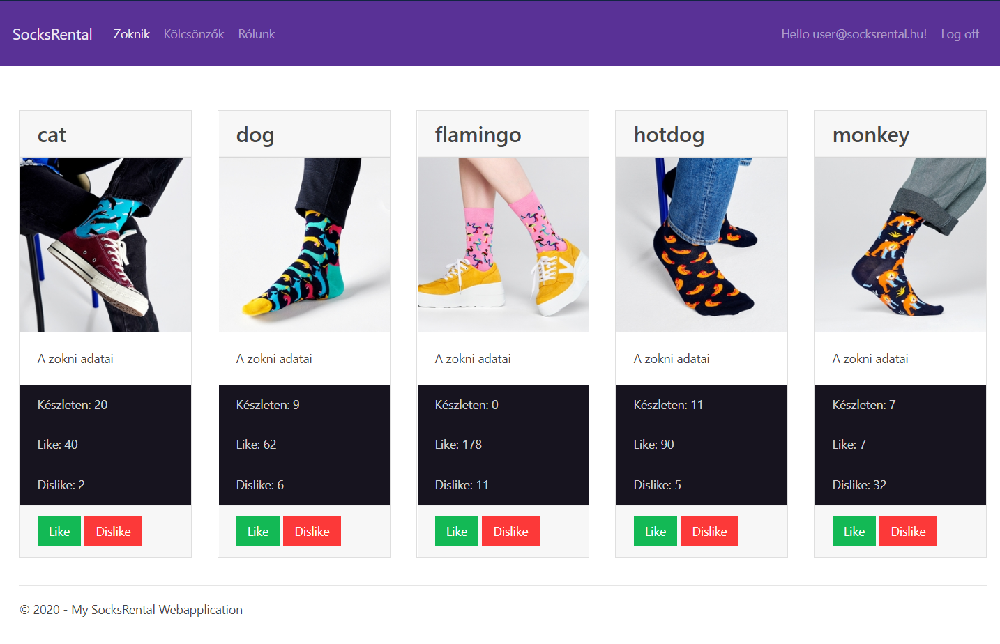 SocksRental Zoknik Kölcsönzők Rólunk Hello user@socksrental.hu! Log off
cat dog flamingo hotdog monkey
A zokni adatai A zokni adatai A zokni adatai A zokni adatai A zokni adatai
Készleten: 20 Készleten: 9 Készleten: 0 Készleten: 11 Készleten: 7
Like: 40 Like: 62 Like: 178 Like: 90 Like: 7
Dislike: 2 Dislike: 6 Dislike: 11 Dislike: 5 Dislike: 32
Like Dislike Like Dislike Like Dislike Like Dislike Like Dislike
© 2020 - My SocksRental Webapplication